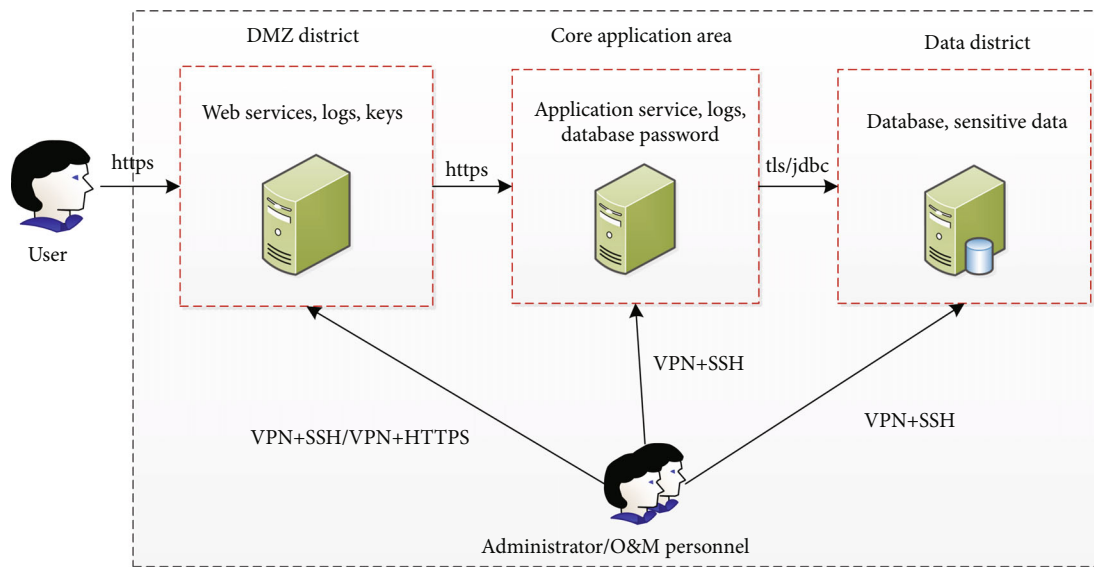 DMZ district
Core application area
Data district
Web services, logs, keys
Application service, logs,
database password
Database, sensitive data
https
https
tls/jdbc
User
VPN+SSH
VPN+SSH/VPN+HTTPS
VPN+SSH
Administrator/O&M personnel